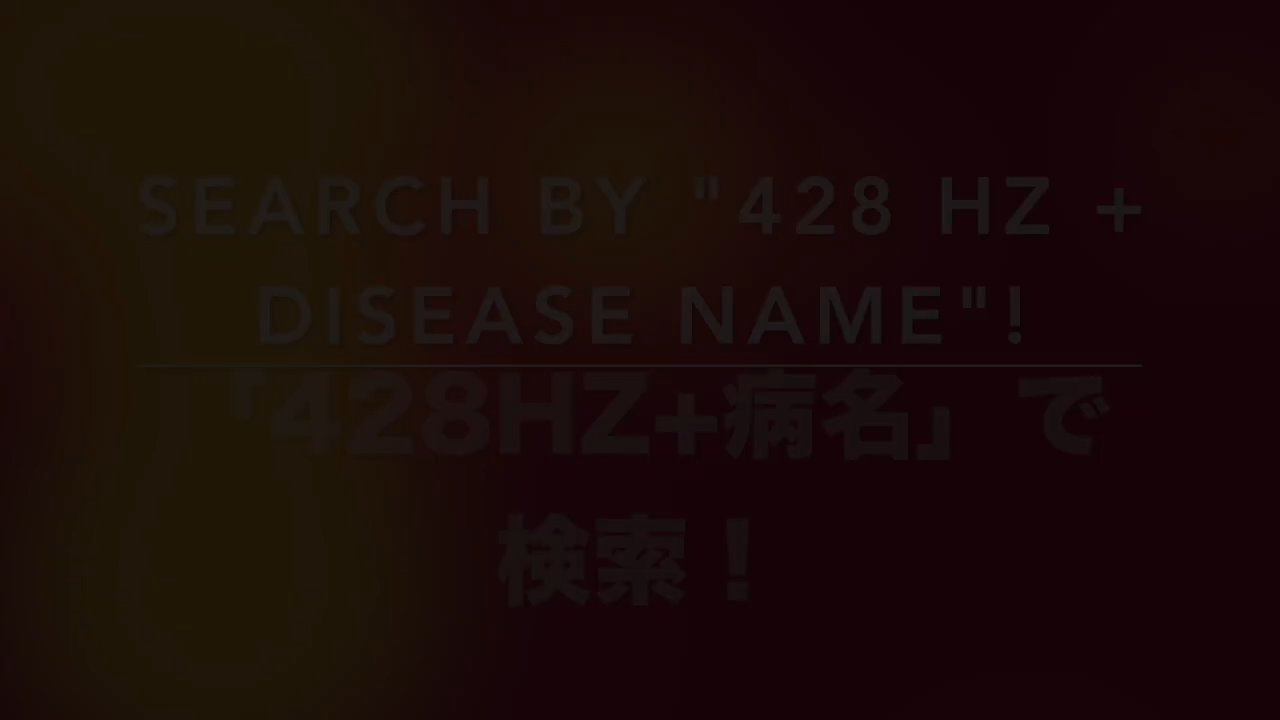 SEARCH BY "428 HZ +
DISEASE NAME"!
「428HZ+病名」で
検索！